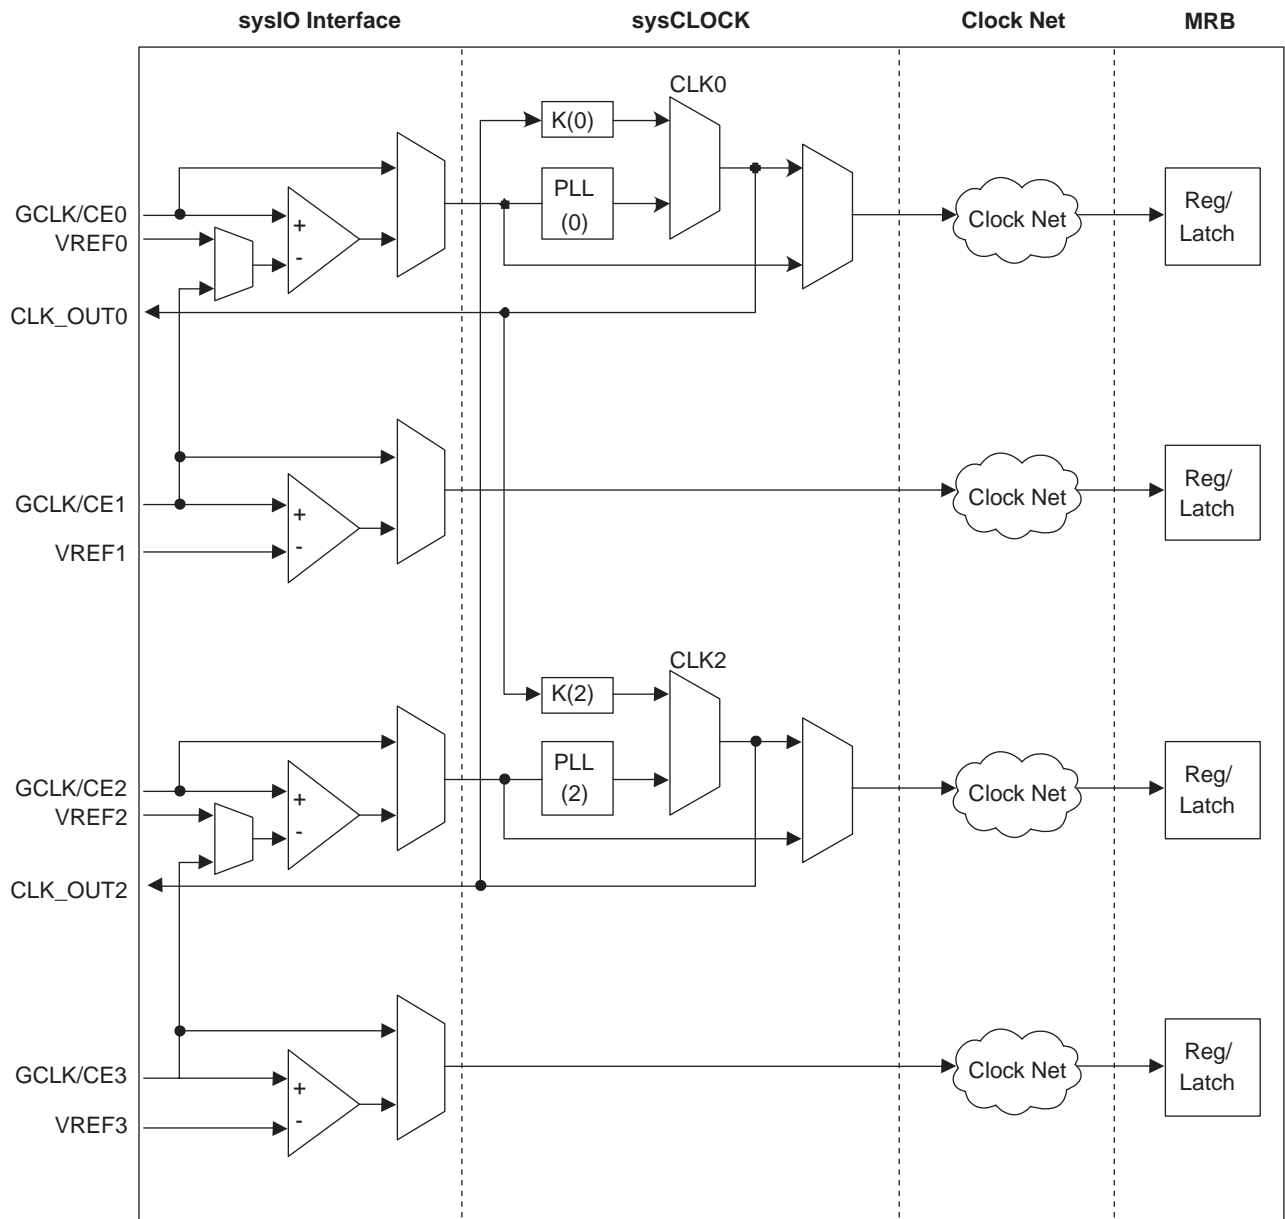 sysIO Interface
sysCLOCK
Clock Net
MRB
CLK0
K(0)
PLL
(0)
GCLK/CE0
VREF0
+
-
Clock Net
Reg/
Latch
CLK_OUT0
GCLK/CE1
VREF1
+
-
Clock Net
Reg/
Latch
CLK2
K(2)
PLL
(2)
GCLK/CE2
VREF2
+
-
Clock Net
Reg/
Latch
CLK_OUT2
GCLK/CE3
VREF3
+
-
Clock Net
Reg/
Latch